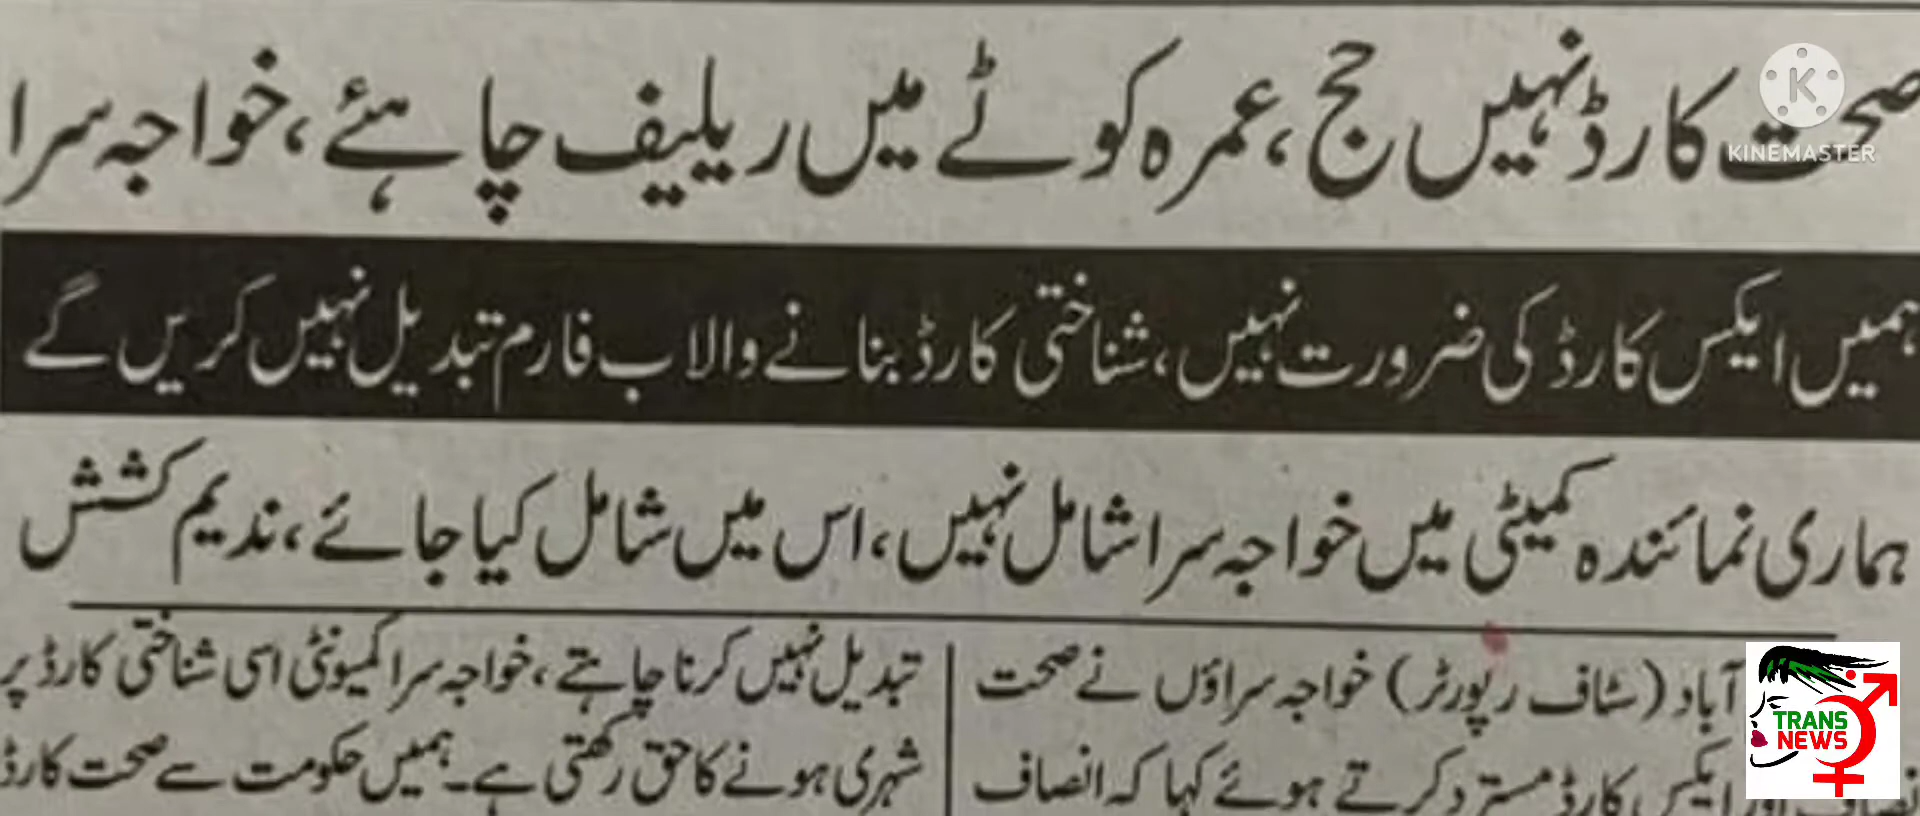 صحت کارڈ نہیں حج، عمرہ کوٹے میں ریلیف چاہئے، خواجہ سرا
KINEMASTER
ہمیں ایکس کارڈ کی ضرورت نہیں، شناختی کارڈ بنانے والا ب فارم تبدیل نہیں کریں گے
ہماری نمائندہ کمیٹی میں خواجہ سرا شامل نہیں، اس میں شامل کیا جائے، ندیم کشش
آباد (سٹاف رپورٹر) خواجہ سراؤں نے صحت
ایکس کارڈ مسترد کرتے ہوئے کہا کہ انصاف
تبدیل نہیں کرنا چاہتے، خواجہ سرا کمیونٹی اسی شناختی کارڈ پر
شہری ہونے کا حق رکھتی ہے۔ ہمیں حکومت سے صحت کارڈ
TRANS
NEWS